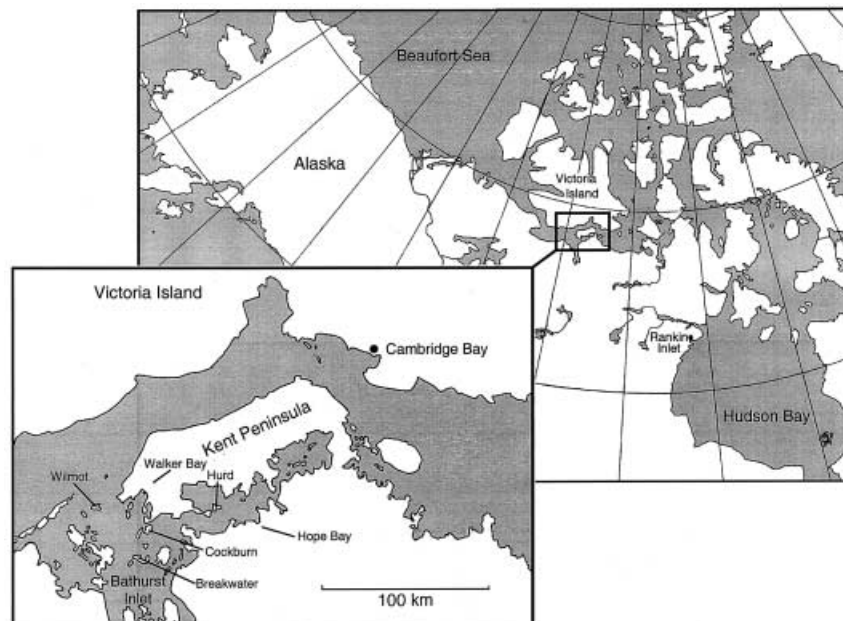 Beaufort Sea
Alaska
Victoria
Island
Rankin
Inlet
Hudson Bay
Victoria Island
Cambridge Bay
Kent Peninsula
Walker Bay
Wilmot
Hurd
Hope Bay
Cockburn
Breakwater
Bathurst
Inlet
100 km